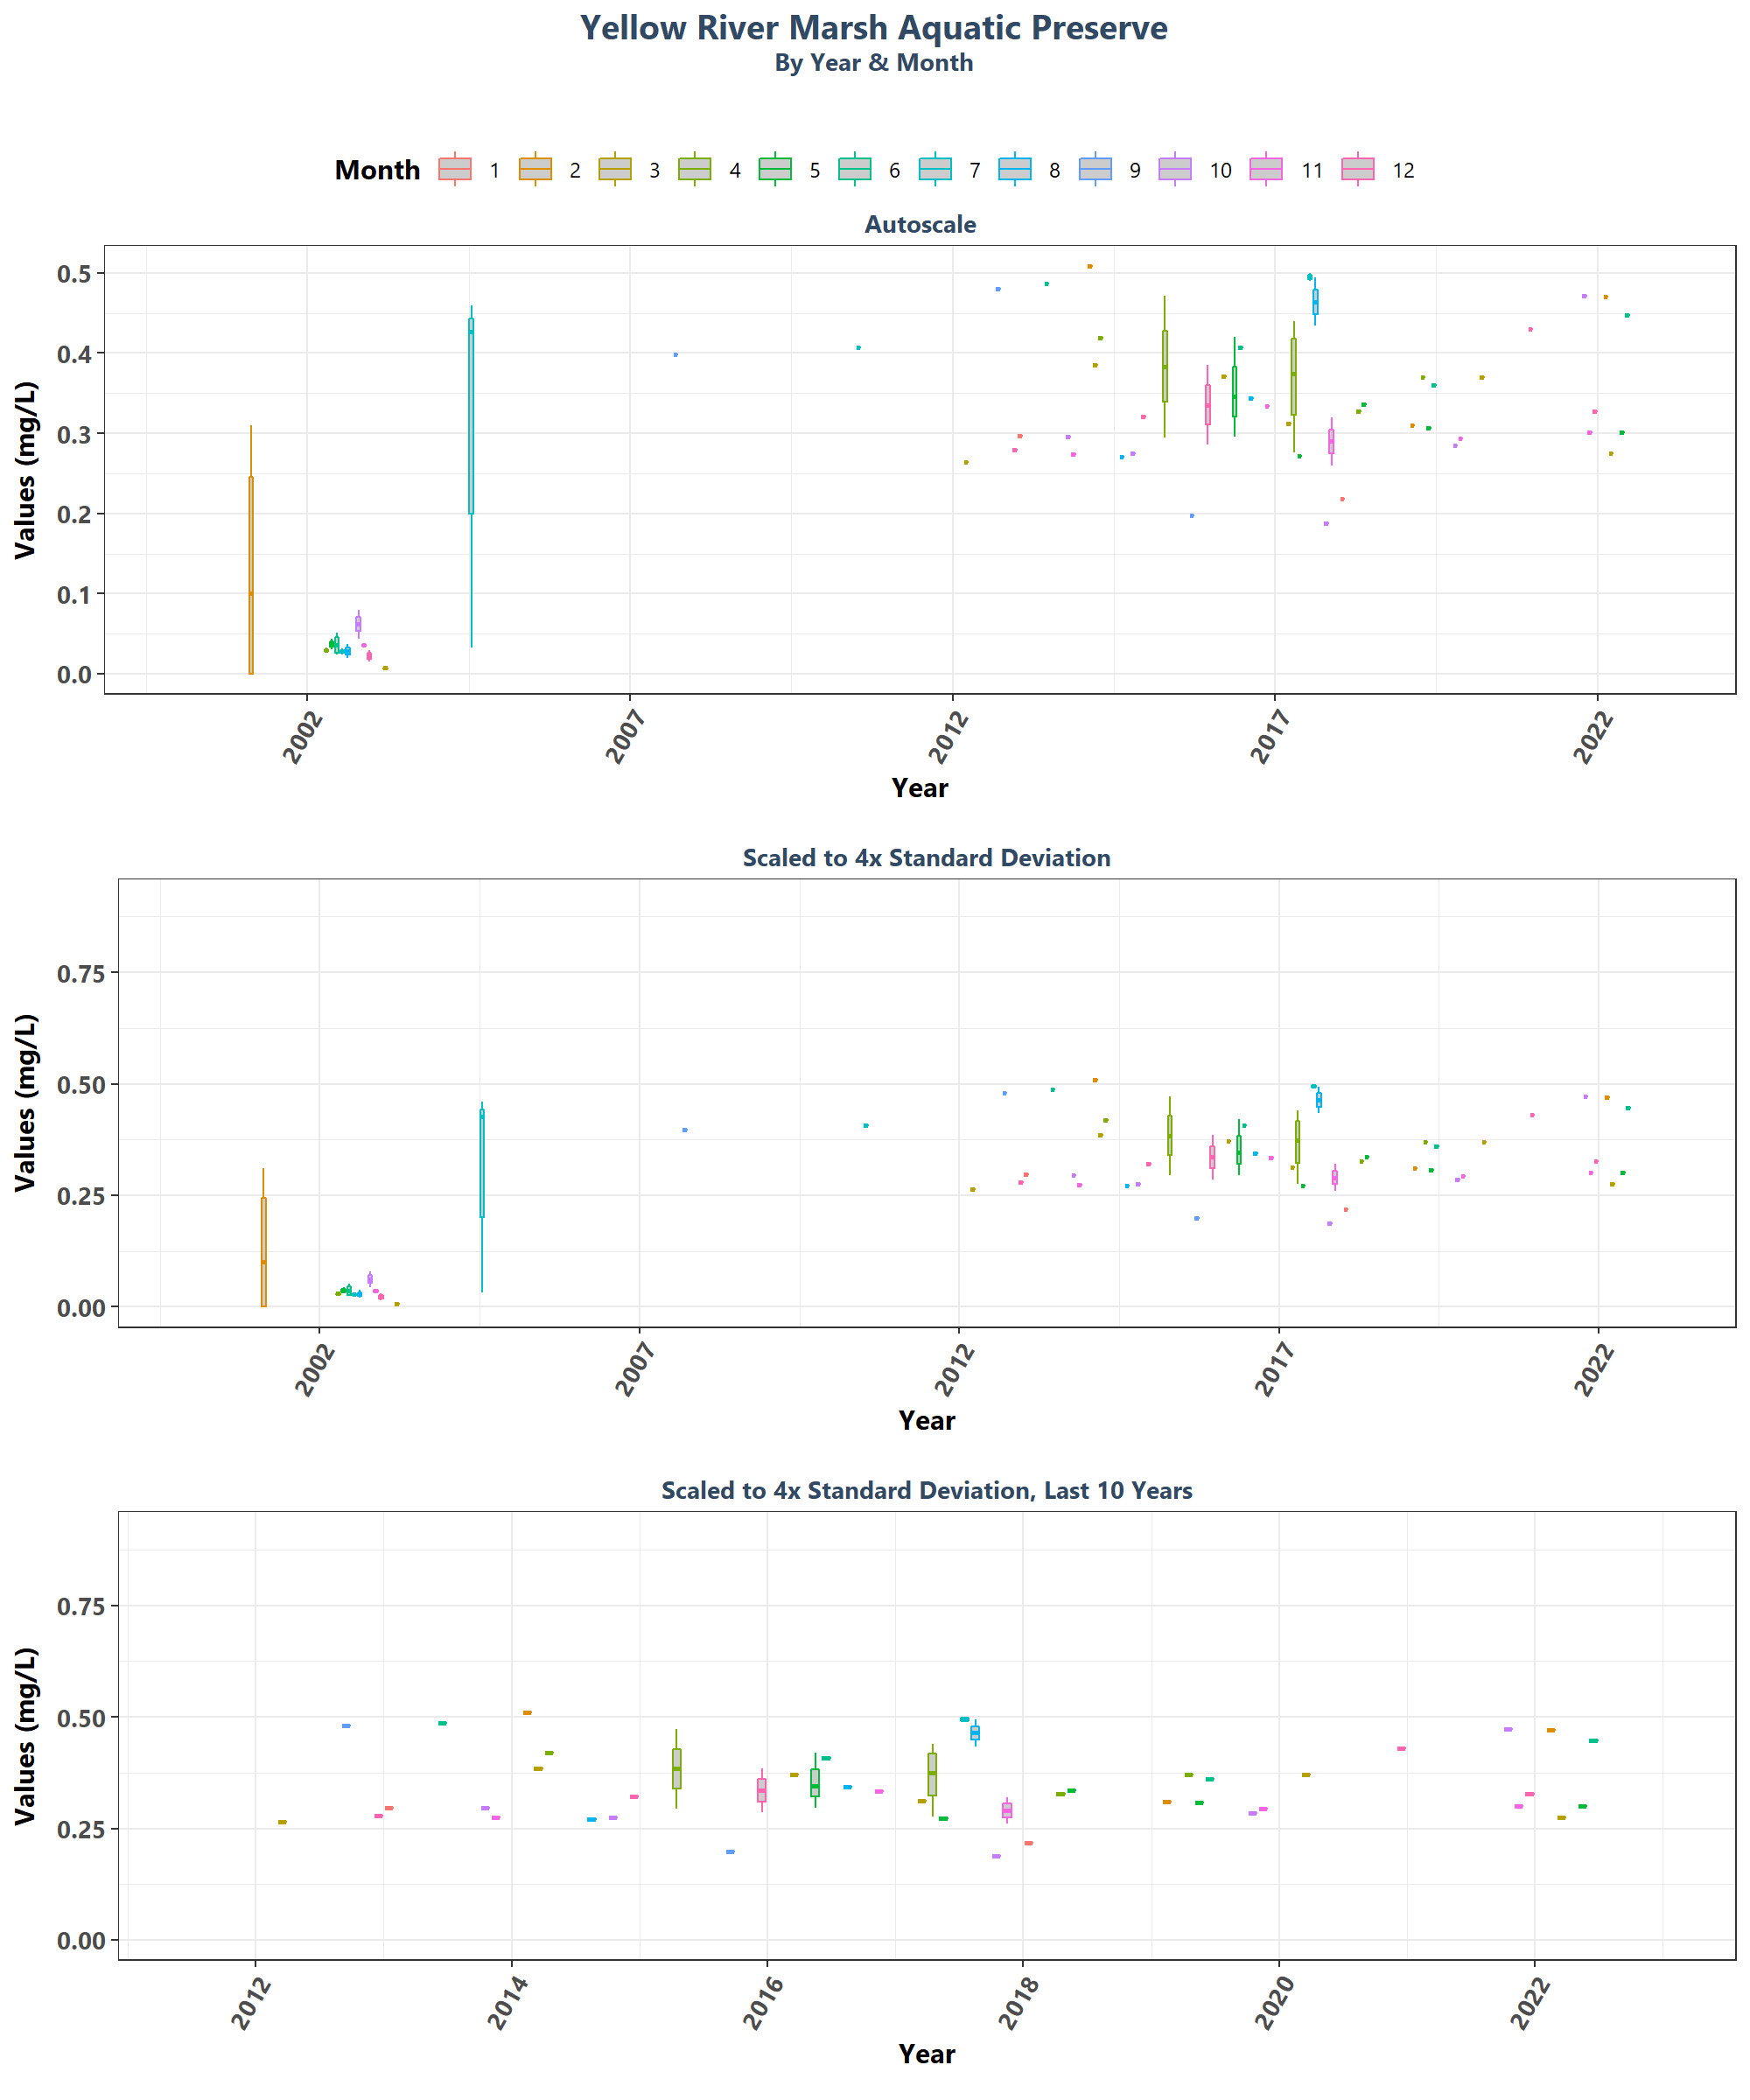 Yellow River Marsh Aquatic Preserve
By Year & Month
Month 1 2 3 4 5 6 7 8 9 10 11 12
Autoscale
Values (mg/L)
0.5
0.4
0.3
0.2
0.1
0.0
2002 2007 2012 2017 2022
Year
Scaled to 4x Standard Deviation
Values (mg/L)
0.75
0.50
0.25
0.00
2002 2007 2012 2017 2022
Year
Scaled to 4x Standard Deviation, Last 10 Years
Values (mg/L)
0.75
0.50
0.25
0.00
2012 2014 2016 2018 2020 2022
Year